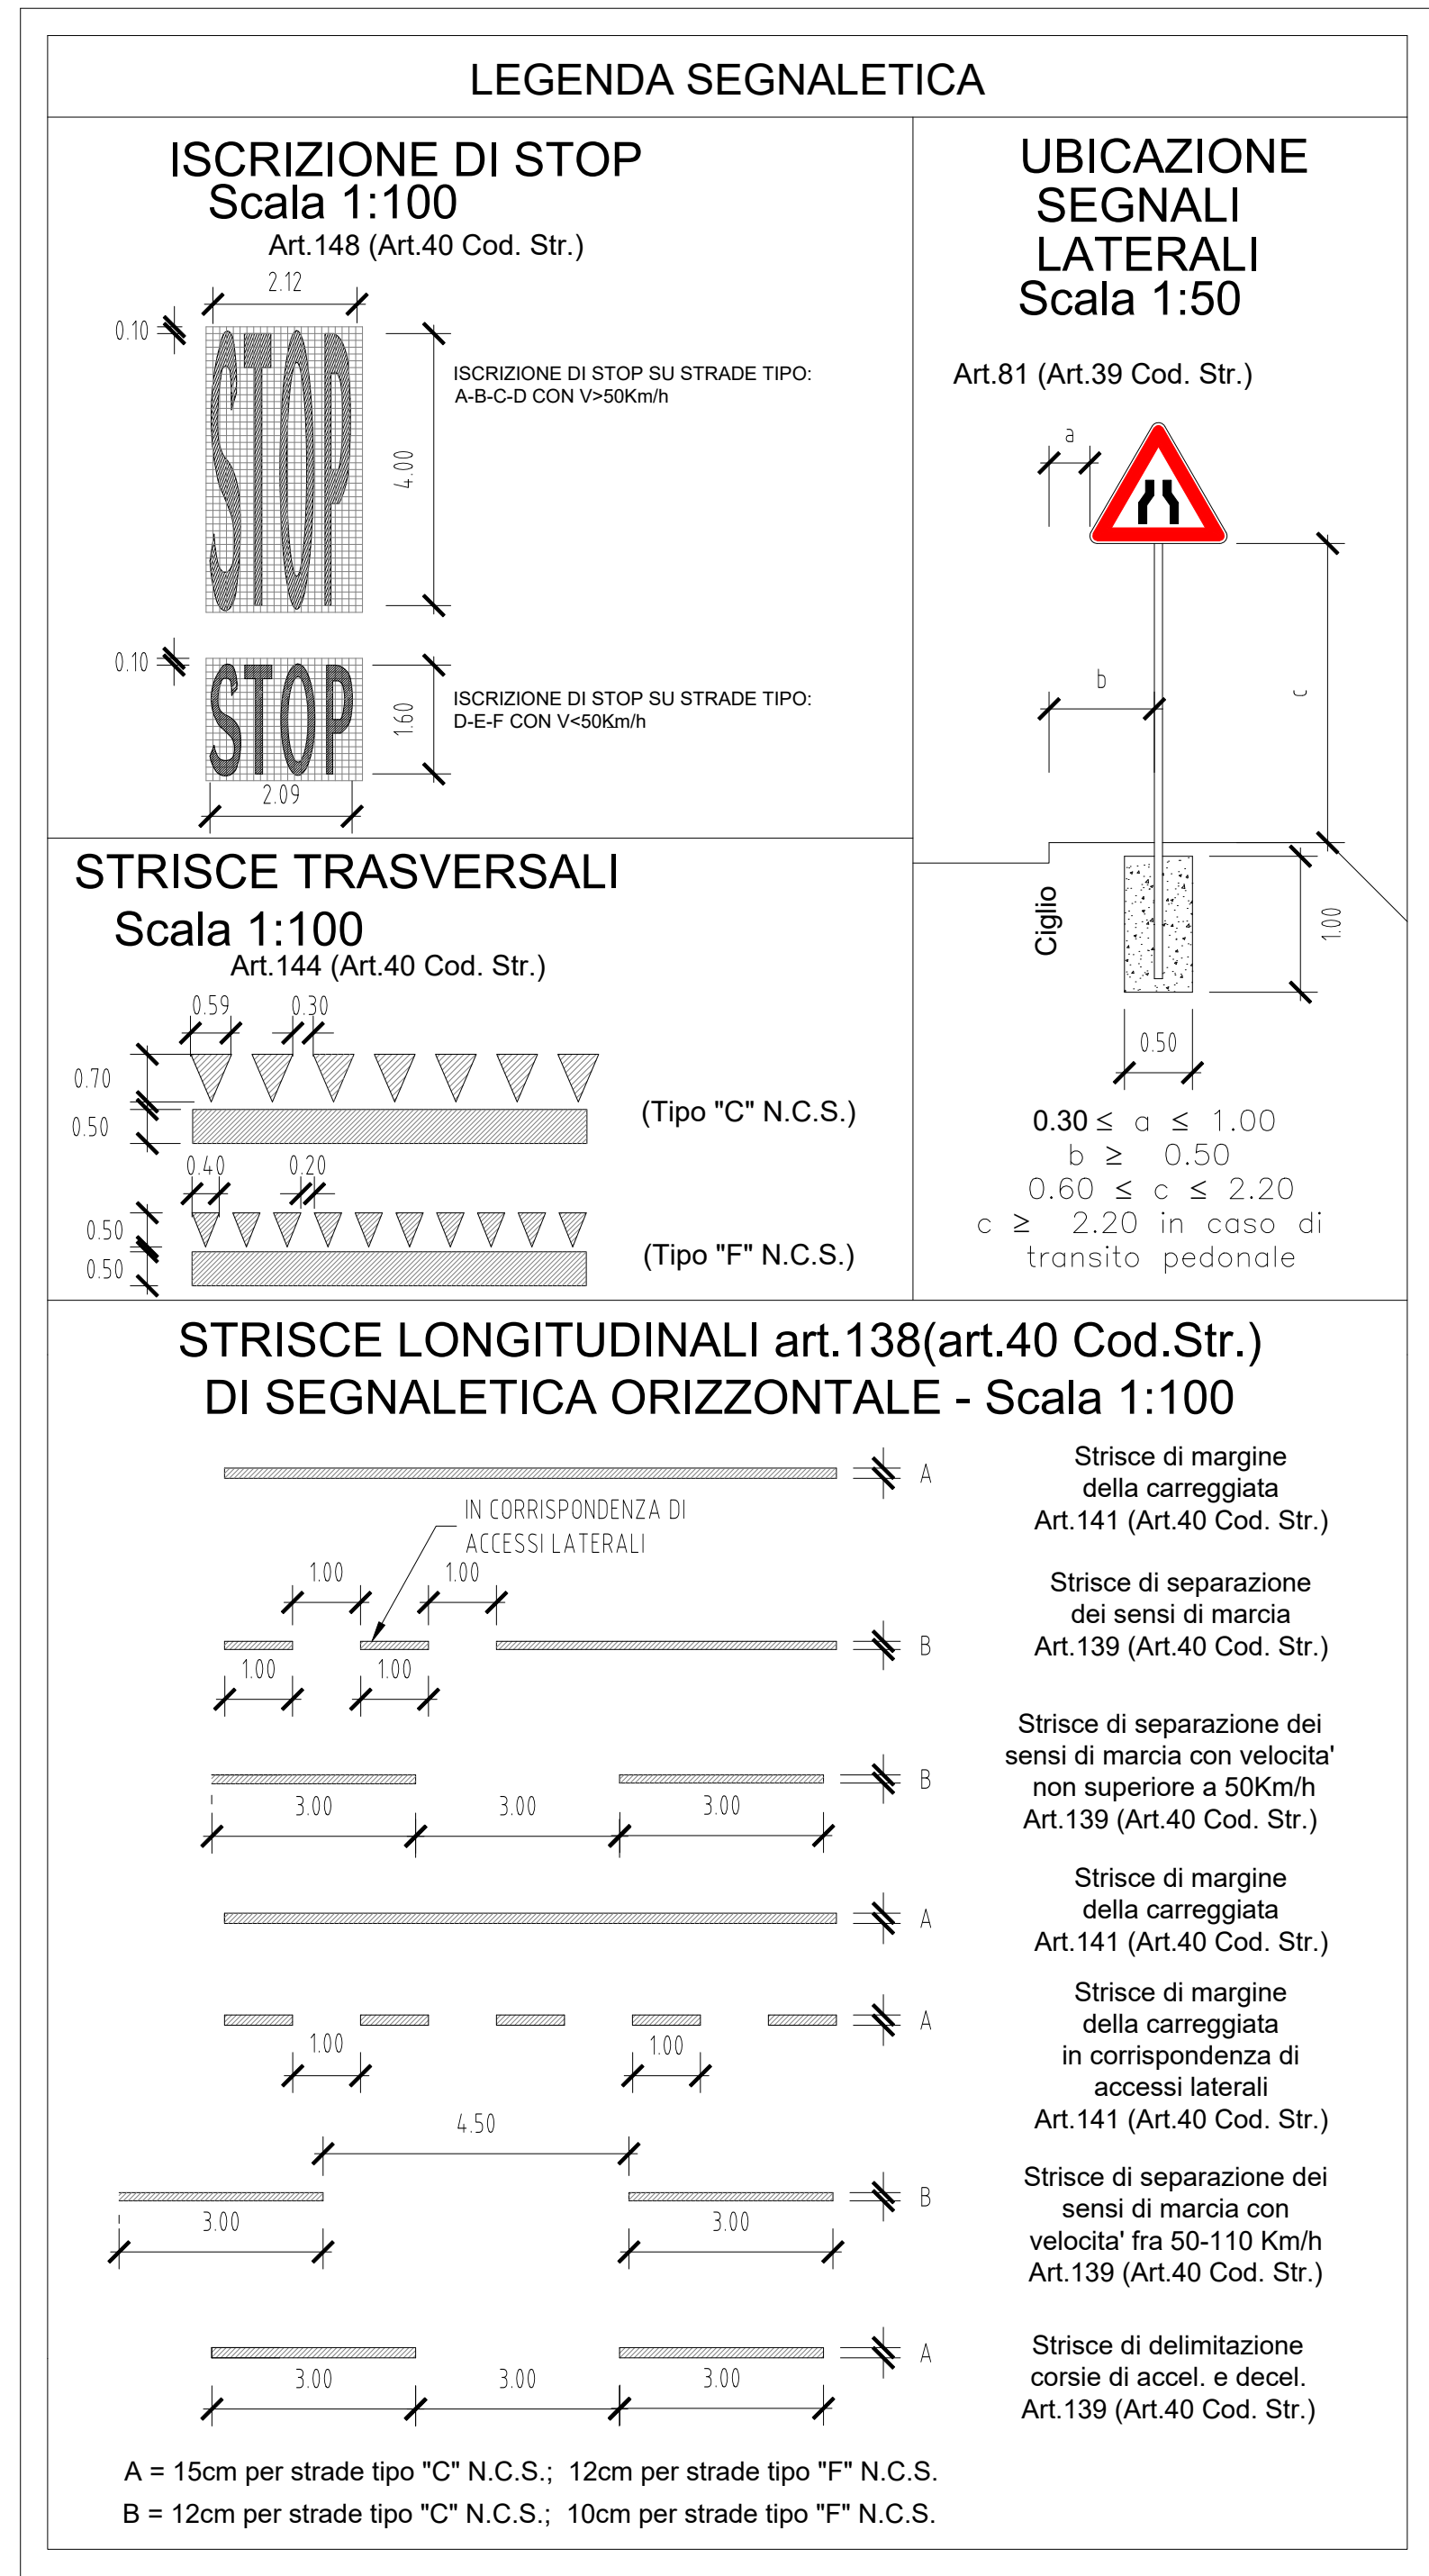 LEGENDA SEGNALETICA
ISCRIZIONE DI STOP
Scala 1:100
Art.148 (Art.40 Cod. Str.)
2.12
0.10
STOP
4.00
ISCRIZIONE DI STOP SU STRADE TIPO:
A-B-C-D CON V>50Km/h
0.10
STOP
1.60
ISCRIZIONE DI STOP SU STRADE TIPO:
D-E-F CON V<50Km/h
2.09
UBICAZIONE
SEGNALI
LATERALI
Scala 1:50
Art.81 (Art.39 Cod. Str.)
a
b
c
Ciglio
1.00
0.50
0.30 ≤ a ≤ 1.00
b ≥ 0.50
0.60 ≤ c ≤ 2.20
c ≥ 2.20 in caso di
transito pedonale
STRISCE TRASVERSALI
Scala 1:100
Art.144 (Art.40 Cod. Str.)
0.59 0.30
0.70
0.50
(Tipo "C" N.C.S.)
0.40 0.20
0.50
0.50
(Tipo "F" N.C.S.)
STRISCE LONGITUDINALI art.138(art.40 Cod.Str.)
DI SEGNALETICA ORIZZONTALE - Scala 1:100
A
Strisce di margine
della carreggiata
Art.141 (Art.40 Cod. Str.)
IN CORRISPONDENZA DI
ACCESSI LATERALI
1.00 1.00
B
1.00 1.00
Strisce di separazione
dei sensi di marcia
Art.139 (Art.40 Cod. Str.)
B
3.00 3.00 3.00
Strisce di separazione dei
sensi di marcia con velocita'
non superiore a 50Km/h
Art.139 (Art.40 Cod. Str.)
A
Strisce di margine
della carreggiata
Art.141 (Art.40 Cod. Str.)
A
1.00 1.00
Strisce di margine
della carreggiata
in corrispondenza di
accessi laterali
Art.141 (Art.40 Cod. Str.)
4.50
B
3.00 3.00
Strisce di separazione dei
sensi di marcia con
velocita' fra 50-110 Km/h
Art.139 (Art.40 Cod. Str.)
A
3.00 3.00 3.00
Strisce di delimitazione
corsie di accel. e decel.
Art.139 (Art.40 Cod. Str.)
A = 15cm per strade tipo "C" N.C.S.; 12cm per strade tipo "F" N.C.S.
B = 12cm per strade tipo "C" N.C.S.; 10cm per strade tipo "F" N.C.S.